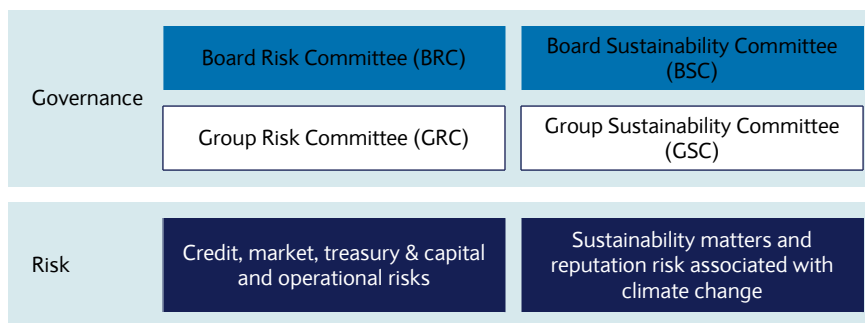 Governance
Board Risk Committee (BRC)
Board Sustainability Committee
(BSC)
Group Risk Committee (GRC)
Group Sustainability Committee
(GSC)
Risk
Credit, market, treasury & capital
and operational risks
Sustainability matters and
reputation risk associated with
climate change